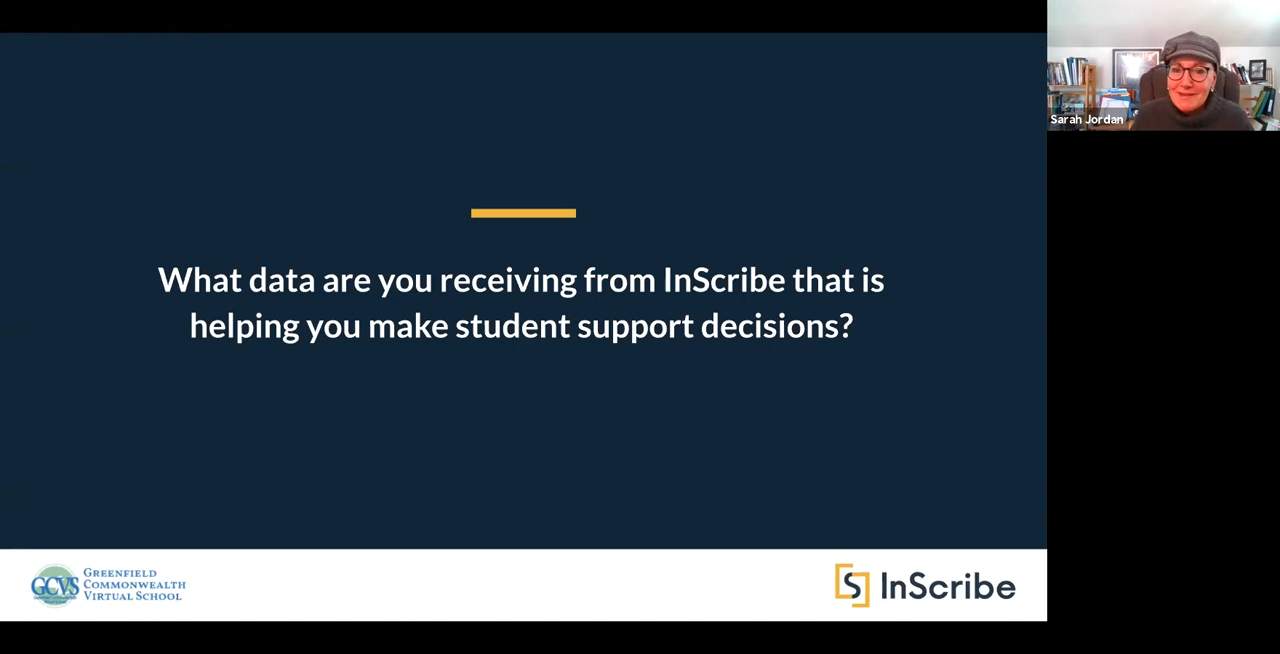 Sarah Jordan
What data are you receiving from InScribe that is
helping you make student support decisions?
GCVS
GREENFIELD
COMMONWEALTH
VIRTUAL SCHOOL
InScribe